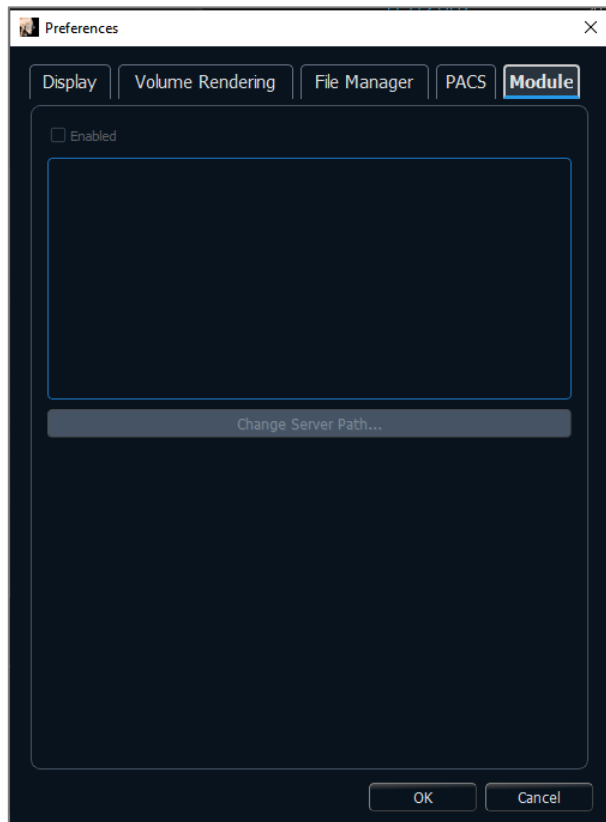 Preferences
Display Volume Rendering File Manager PACS Module
Enabled
Change Server Path...
OK Cancel